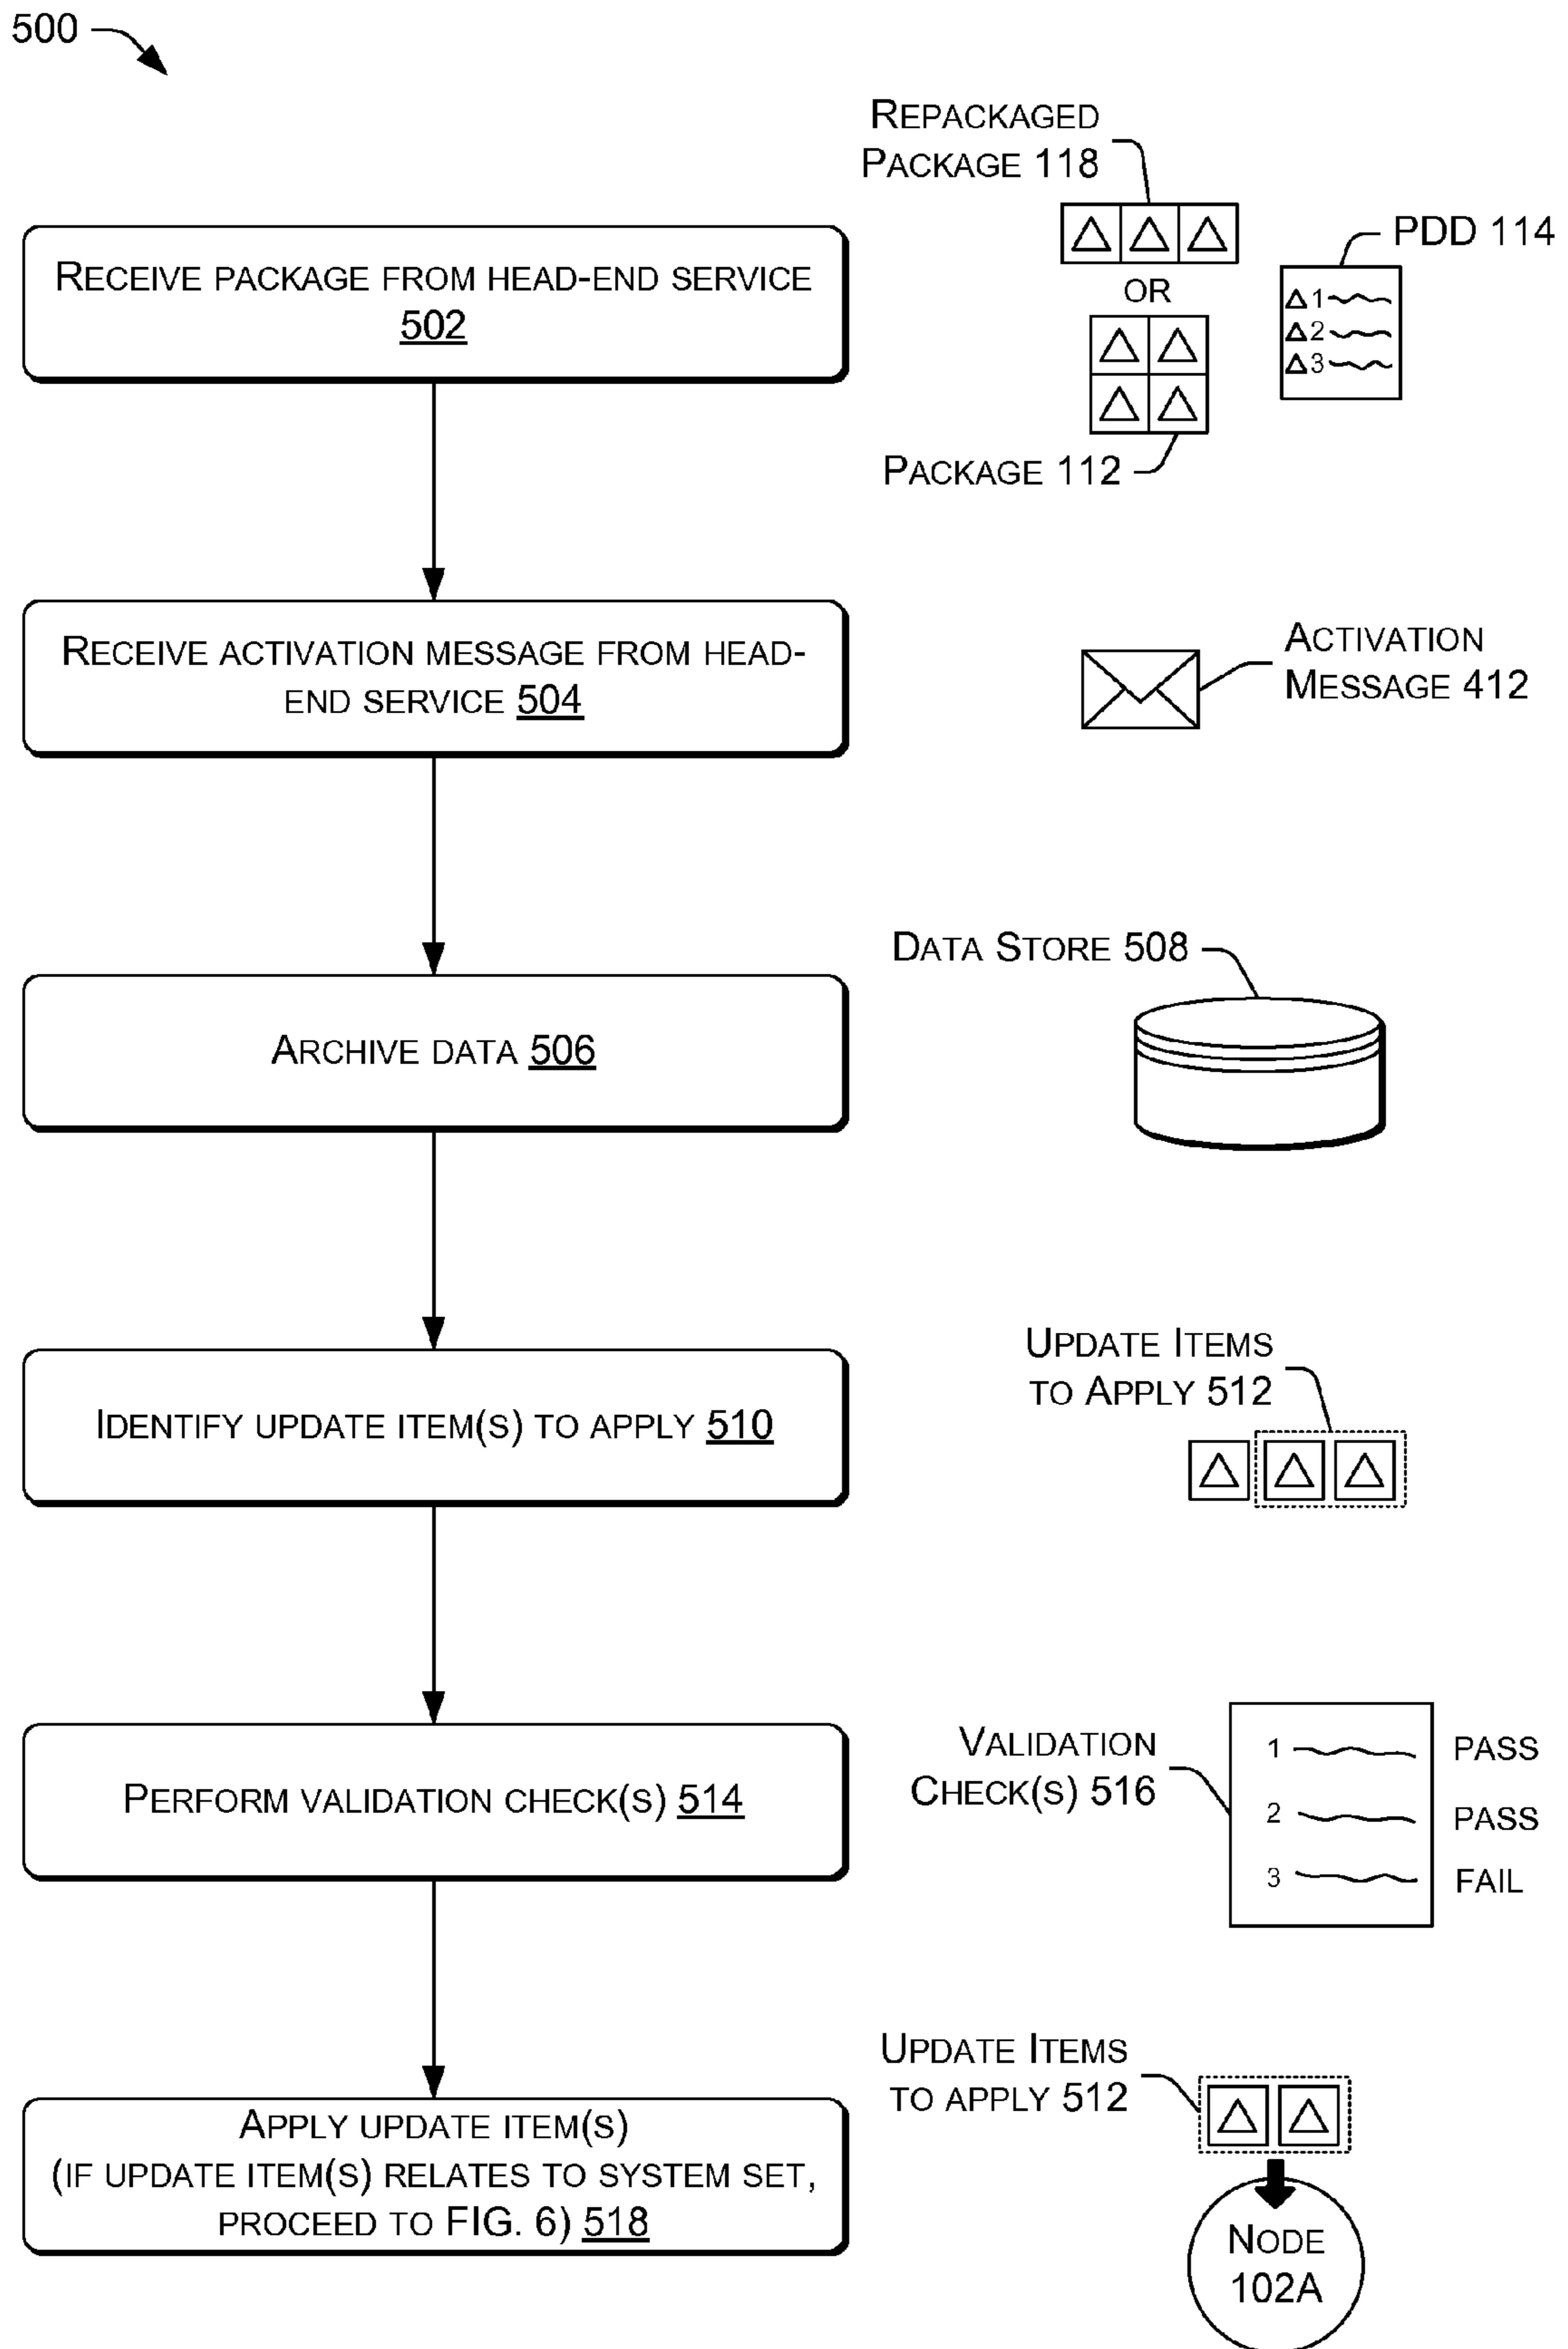 500
REPACKAGED
PACKAGE 118
PDD 114
RECEIVE PACKAGE FROM HEAD-END SERVICE
502
OR
1
2
3
PACKAGE 112
RECEIVE ACTIVATION MESSAGE FROM HEAD-
END SERVICE 504
ACTIVATION
MESSAGE 412
DATA STORE 508
ARCHIVE DATA 506
UPDATE ITEMS
TO APPLY 512
IDENTIFY UPDATE ITEM(S) TO APPLY 510
VALIDATION
CHECK(S) 516
1 PASS
2 PASS
3 FAIL
PERFORM VALIDATION CHECK(S) 514
UPDATE ITEMS
TO APPLY 512
APPLY UPDATE ITEM(S)
(IF UPDATE ITEM(S) RELATES TO SYSTEM SET,
PROCEED TO FIG. 6) 518
NODE
102A